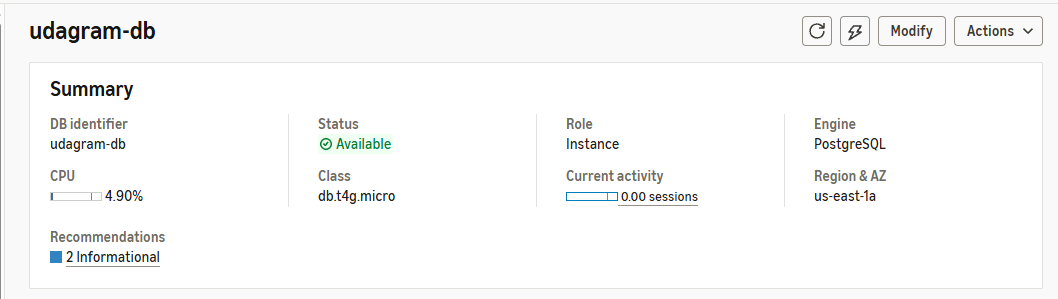 udagram-db
Modify
Actions
Summary
DB identifier
udagram-db
Status
Available
Role
Instance
Engine
PostgreSQL
CPU
4.90%
Class
db.t4g.micro
Current activity
0.00 sessions
Region & AZ
us-east-1a
Recommendations
2 Informational